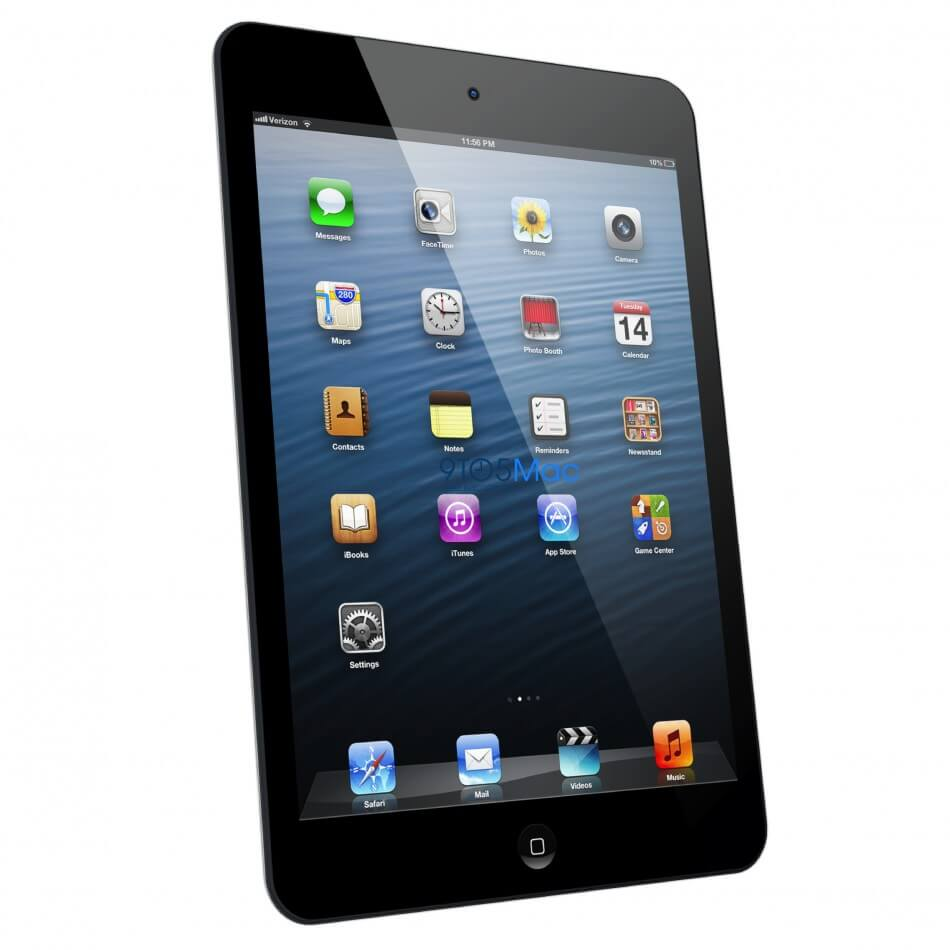 Verizon
11:56 PM
10%
Messages
FaceTime
Photos
Camera
280
Maps
Clock
Photo Booth
Tuesday
14
Calendar
Contacts
Notes
Reminders
Newsstand
9TO5Mac
iBooks
iTunes
App Store
Game Center
Settings
Safari
Mail
Videos
Music